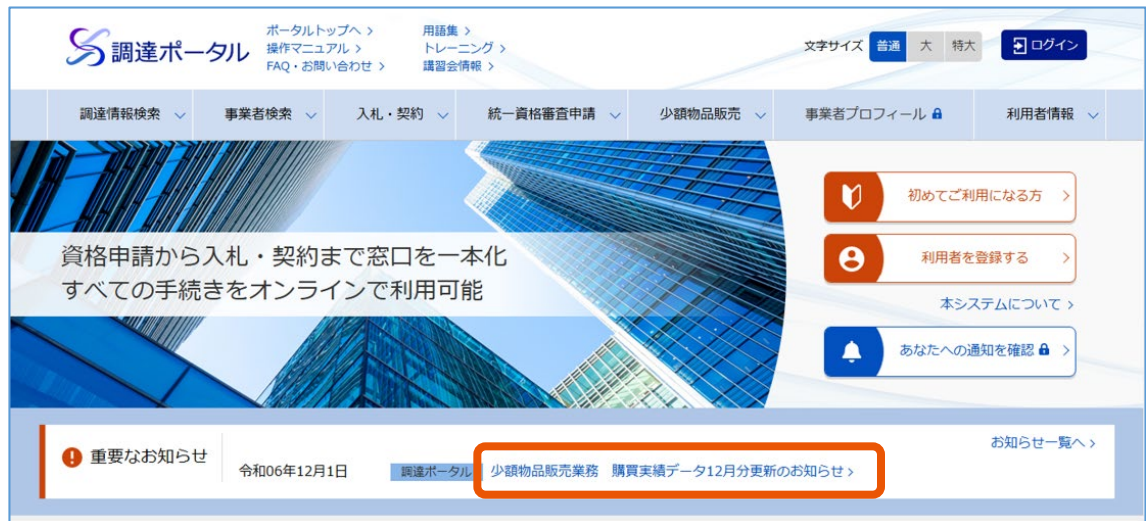 調達ポータル
ポータルトップへ >
操作マニュアル >
FAQ・お問い合わせ >
用語集 >
トレーニング >
講習会情報 >
文字サイズ 普通 大 特大
ログイン
調達情報検索 事業者検索 入札・契約 統一資格審査申請 少額物品販売 事業者プロフィール 利用者情報
資格申請から入札・契約まで窓口を一本化
すべての手続きをオンラインで利用可能
初めてご利用になる方 >
利用者を登録する >
本システムについて >
あなたへの通知を確認 >
お知らせ一覧へ >
重要なお知らせ
令和06年12月1日 調達ポータル 少額物品販売業務 購買実績データ12月分更新のお知らせ >